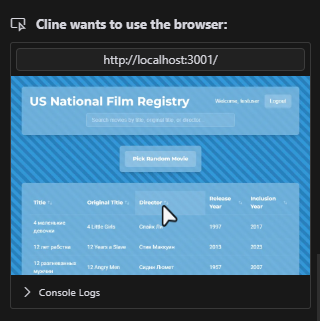 Cline wants to use the browser:
http://localhost:3001/
US National Film Registry
Welcome, testuser Logout
Search movies by title, original title, or director...
Pick Random Movie
Title Original Title Director Release Year Inclusion Year
4 маленькие девочки 4 Little Girls Спайк 1997 2017
12 лет рабства 12 Years a Slave Стив Маккуин 2013 2023
12 разгневанных мужчин 12 Angry Men Сидни Люмет 1957 2007
Console Logs